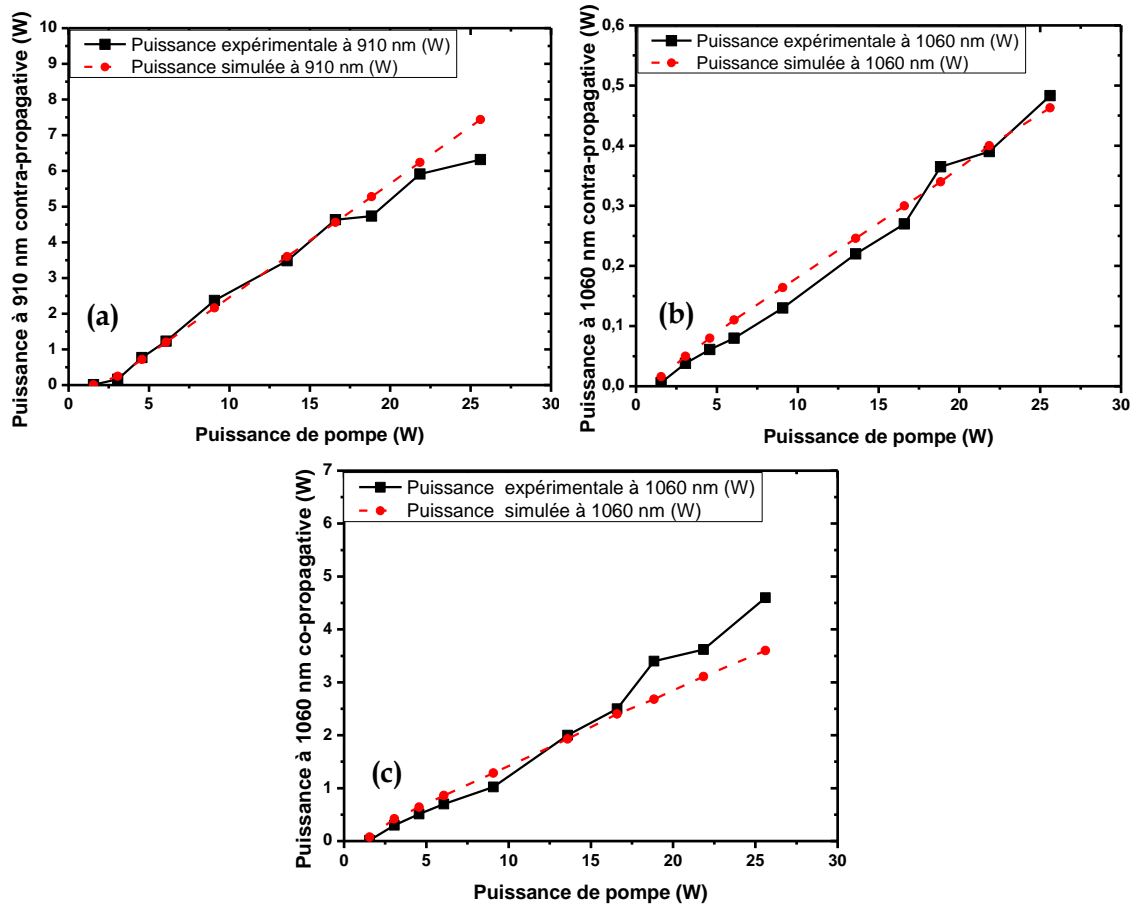 Puissance à 910 nm contra-propagative (W)
10
9
8
7
6
5
4
3
2
1
0
Puissance expérimentale à 910 nm (W)
Puissance simulée à 910 nm (W)
(a)
0 5 10 15 20 25 30
Puissance de pompe (W)
Puissance à 1060 nm contra-propagative (W)
0,6
0,5
0,4
0,3
0,2
0,1
0,0
Puissance expérimentale à 1060 nm (W)
Puissance simulée à 1060 nm (W)
(b)
0 5 10 15 20 25 30
Puissance de pompe (W)
Puissance à 1060 nm co-propagative (W)
7
6
5
4
3
2
1
0
Puissance expérimentale à 1060 nm (W)
Puissance simulée à 1060 nm (W)
(c)
0 5 10 15 20 25 30
Puissance de pompe (W)